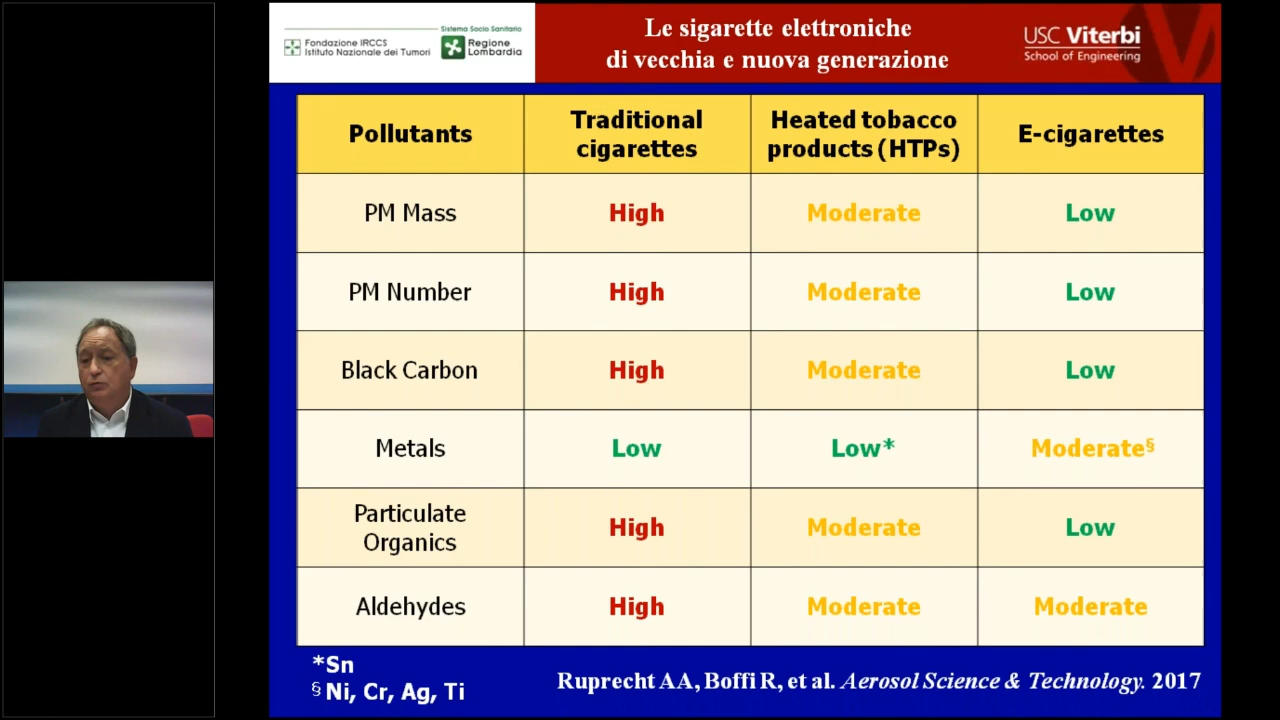 Fondazione IRCCS
Istituto Nazionale dei Tumori
Sistema Socio Sanitario
Regione
Lombardia
Le sigarette elettroniche
di vecchia e nuova generazione
USC Viterbi
School of Engineering
Pollutants
Traditional
cigarettes
Heated tobacco
products (HTPs)
E-cigarettes
PM Mass
High
Moderate
Low
PM Number
High
Moderate
Low
Black Carbon
High
Moderate
Low
Metals
Low
Low*
Moderate§
Particulate
Organics
High
Moderate
Low
Aldehydes
High
Moderate
Moderate
*Sn
§ Ni, Cr, Ag, Ti
Ruprecht AA, Boffi R, et al. Aerosol Science & Technology. 2017